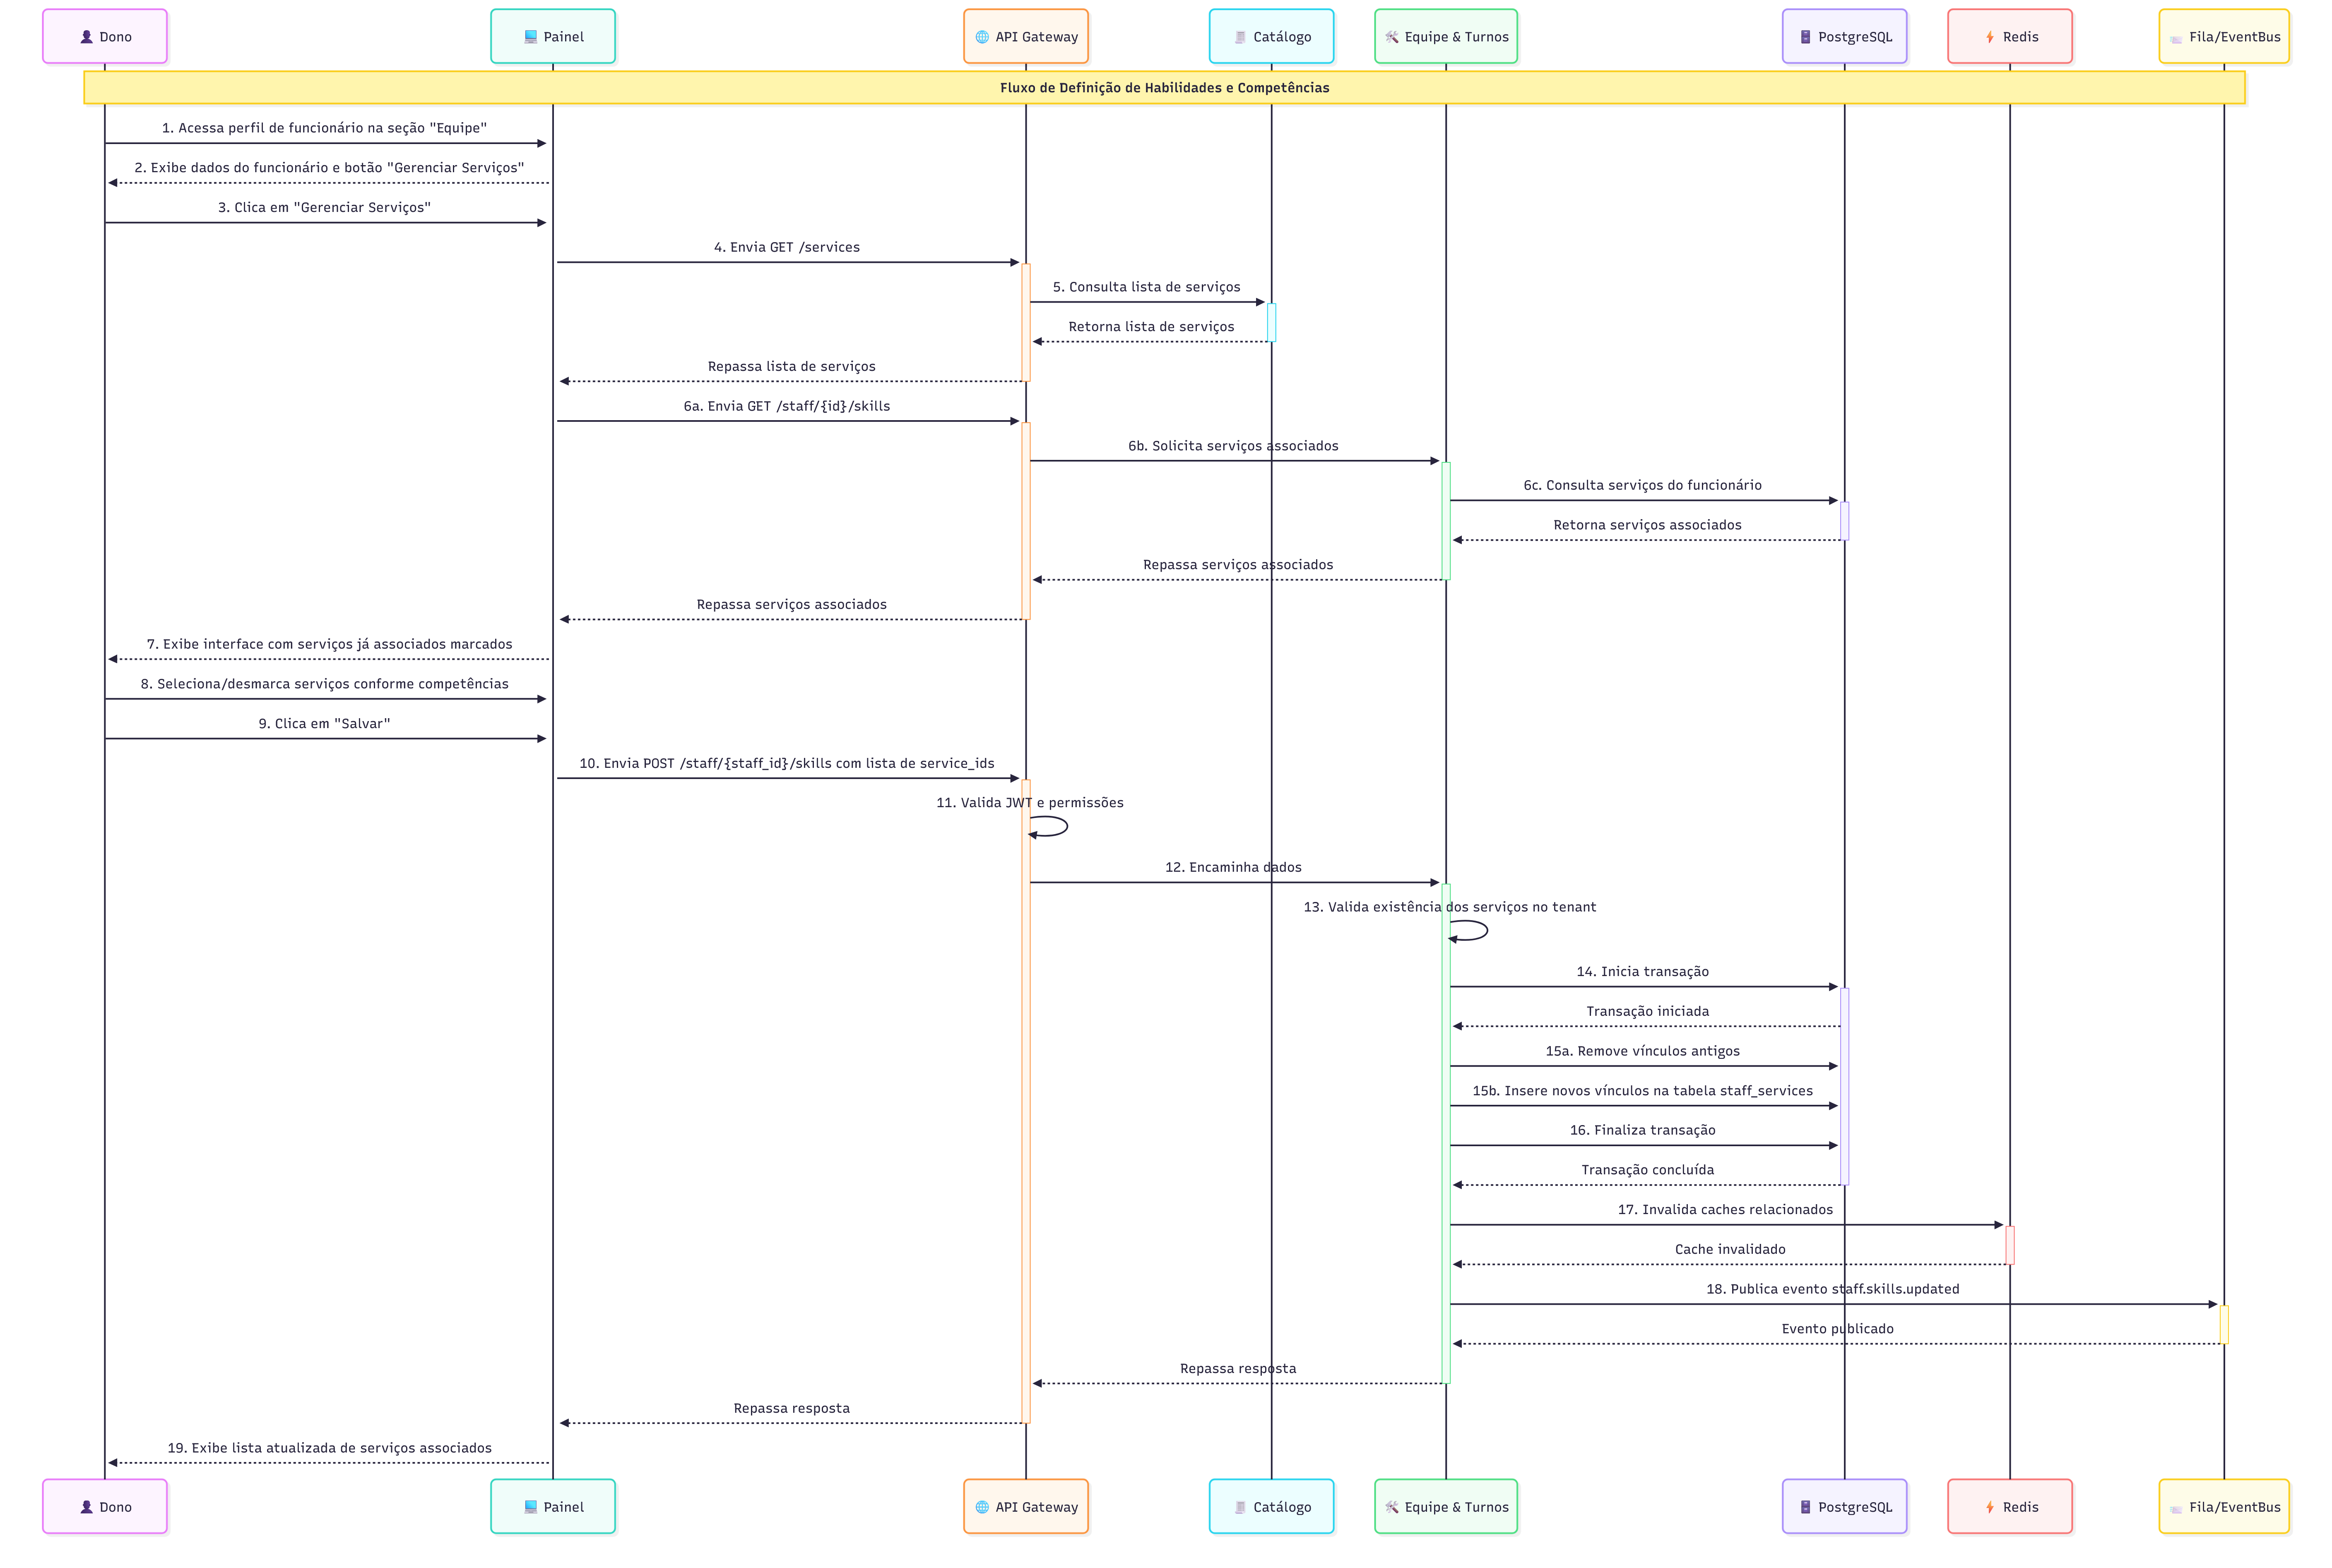 Dono
Painel
API Gateway
Catálogo
Equipe & Turnos
PostgreSQL
Redis
Fila/EventBus
Fluxo de Definição de Habilidades e Competências
1. Acessa perfil de funcionário na seção "Equipe"
2. Exibe dados do funcionário e botão "Gerenciar Serviços"
3. Clica em "Gerenciar Serviços"
4. Envia GET /services
5. Consulta lista de serviços
Retorna lista de serviços
Repassa lista de serviços
6a. Envia GET /staff/{id}/skills
6b. Solicita serviços associados
6c. Consulta serviços do funcionário
Retorna serviços associados
Repassa serviços associados
Repassa serviços associados
7. Exibe interface com serviços já associados marcados
8. Seleciona/desmarca serviços conforme competências
9. Clica em "Salvar"
10. Envia POST /staff/{staff_id}/skills com lista de service_ids
11. Valida JWT e permissões
12. Encaminha dados
13. Valida existência dos serviços no tenant
14. Inicia transação
Transação iniciada
15a. Remove vínculos antigos
15b. Insere novos vínculos na tabela staff_services
16. Finaliza transação
Transação concluída
17. Invalida caches relacionados
Cache invalidado
18. Publica evento staff.skills.updated
Evento publicado
Repassa resposta
Repassa resposta
19. Exibe lista atualizada de serviços associados
Dono
Painel
API Gateway
Catálogo
Equipe & Turnos
PostgreSQL
Redis
Fila/EventBus